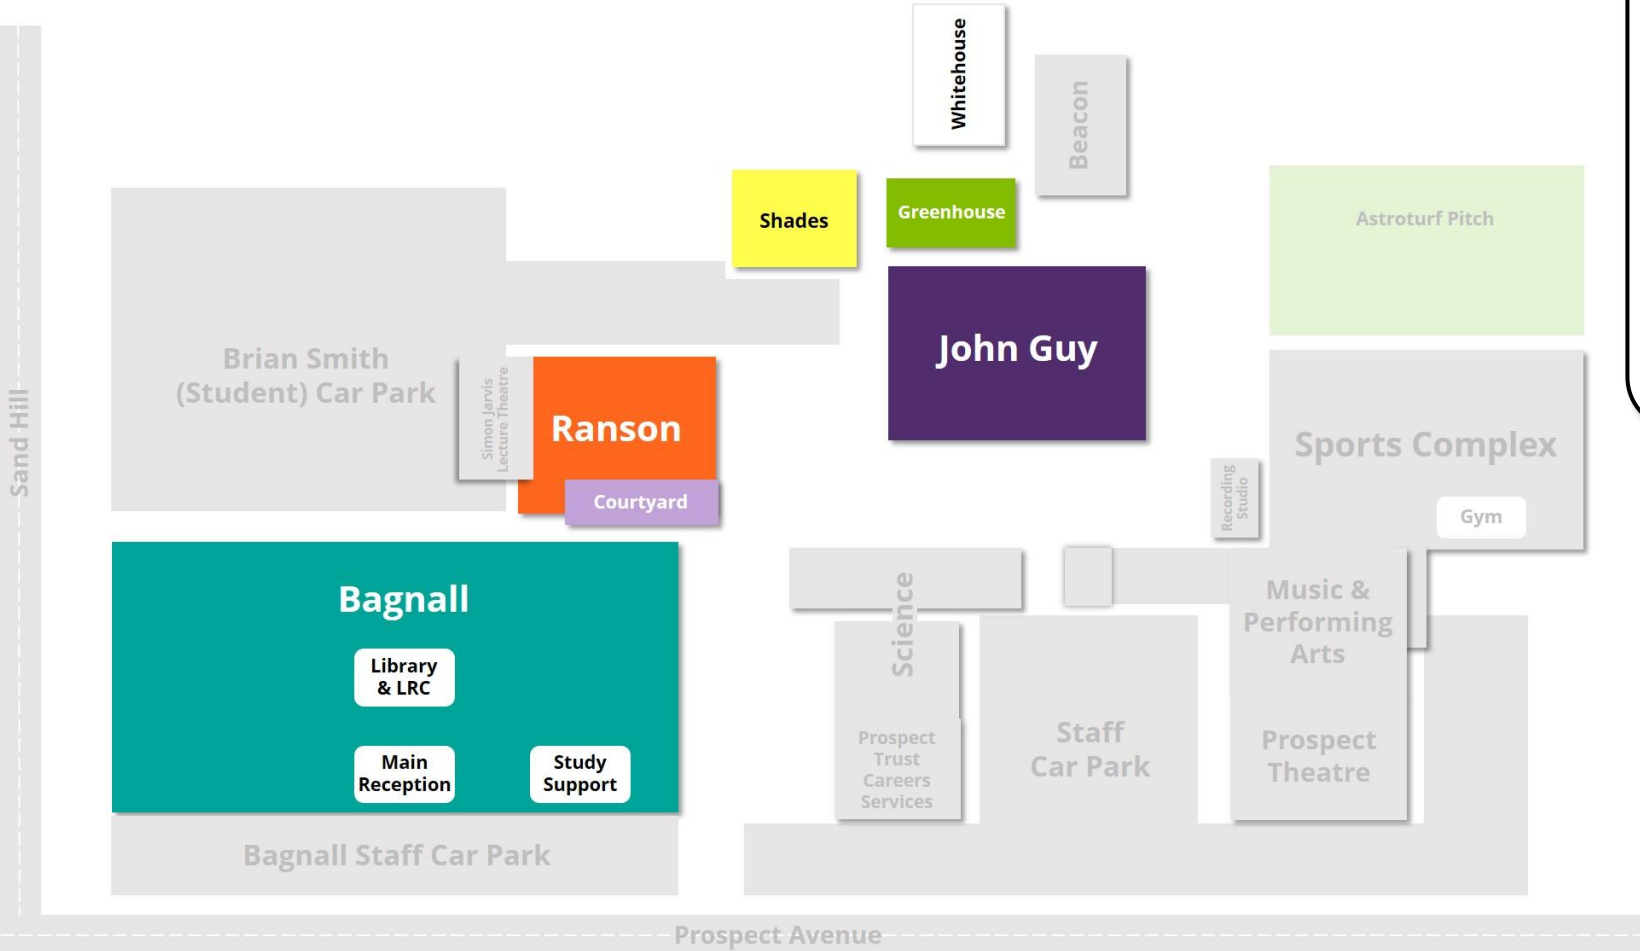 Whitehouse
Beacon
Shades
Greenhouse
Astroturf Pitch
John Guy
Brian Smith
(Student) Car Park
Simon Jarvis
Lecture Theatre
Ranson
Courtyard
Sand Hill
Sports Complex
Recording
Studio
Gym
Bagnall
Library
& LRC
Main
Reception
Study
Support
Science
Music &
Performing
Arts
Prospect
Trust
Careers
Services
Staff
Car Park
Prospect
Theatre
Bagnall Staff Car Park
Prospect Avenue